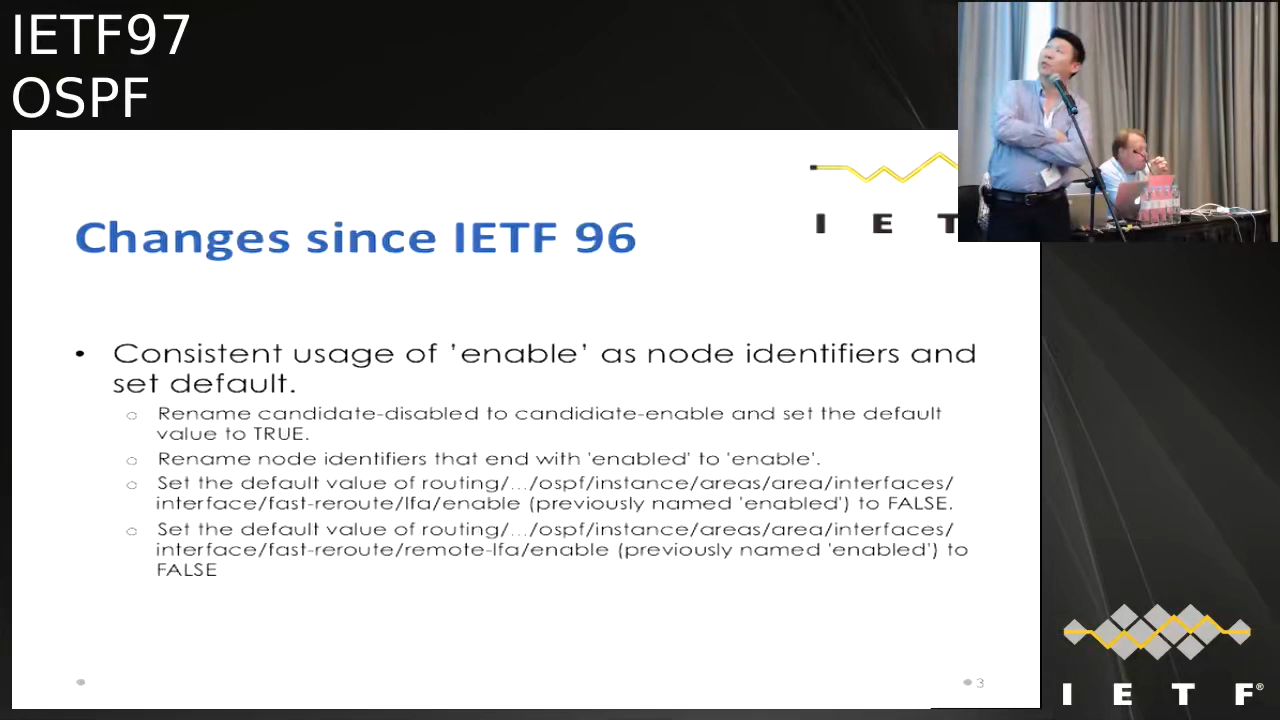 IETF97
OSPF
I E T
Changes since IETF 96
• Consistent usage of 'enable' as node identifiers and
set default.
○ Rename candidate-disabled to candidiate-enable and set the default
value to TRUE.
○ Rename node identifiers that end with 'enabled' to 'enable'.
○ Set the default value of routing/…/ospf/instance/areas/area/interfaces/
interface/fast-reroute/lfa/enable (previously named 'enabled') to FALSE.
○ Set the default value of routing/…/ospf/instance/areas/area/interfaces/
interface/fast-reroute/remote-lfa/enable (previously named 'enabled') to
FALSE
3
I E T F®